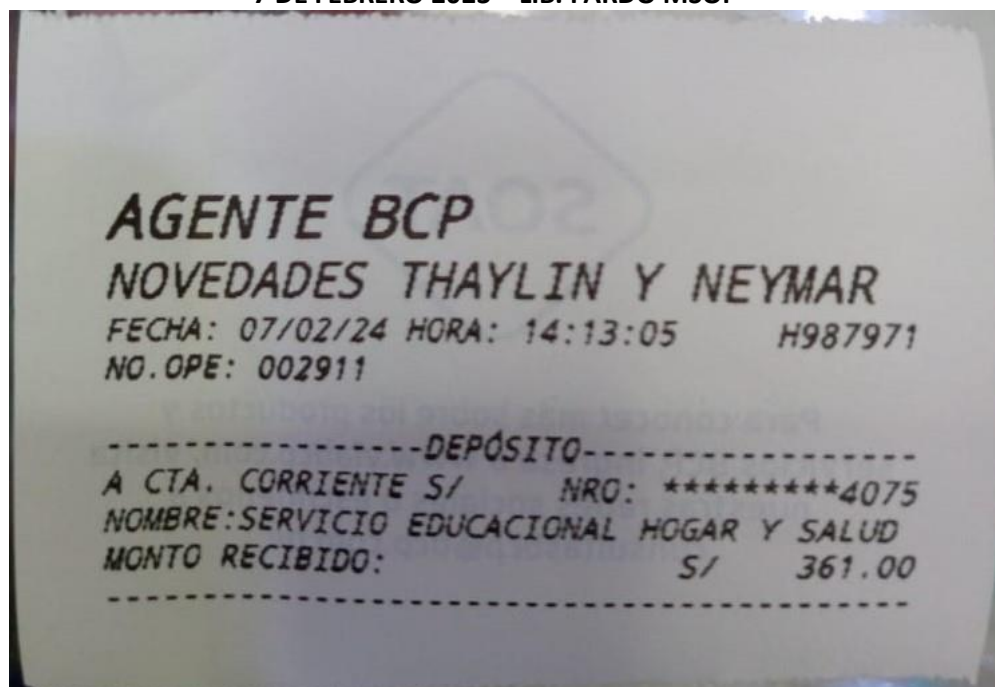 AGENTE BCP
NOVEDADES THAYLIN Y NEYMAR
FECHA: 07/02/24 HORA: 14:13:05 H987971
NO.OPE: 002911
------------------DEPÓSITO------------------
A CTA. CORRIENTE S/ NRO: *********4075
NOMBRE:SERVICIO EDUCACIONAL HOGAR Y SALUD
MONTO RECIBIDO: S/ 361.00
--------------------------------------------